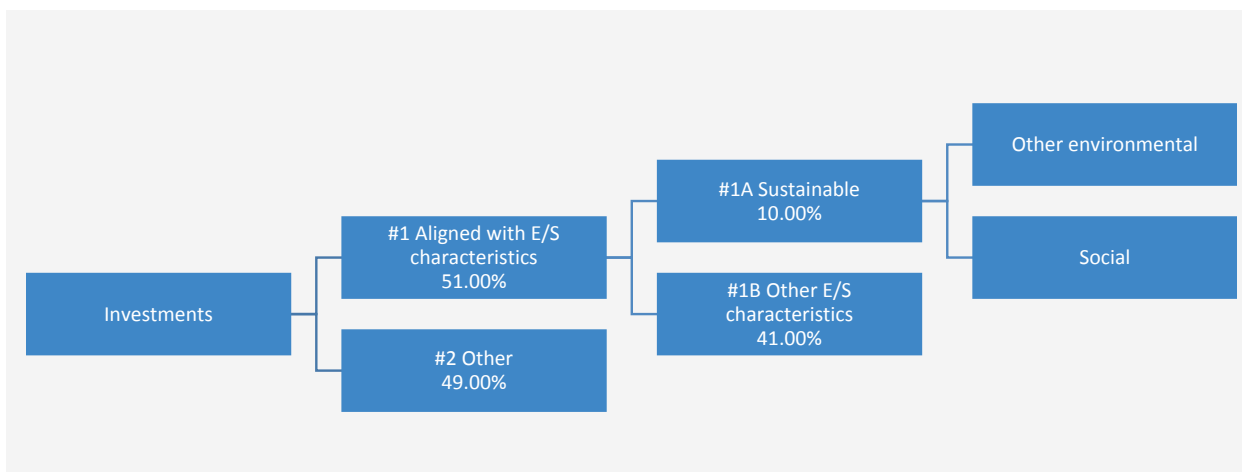 Investments
#1 Aligned with E/S
characteristics
51.00%
#2 Other
49.00%
#1A Sustainable
10.00%
#1B Other E/S
characteristics
41.00%
Other environmental
Social